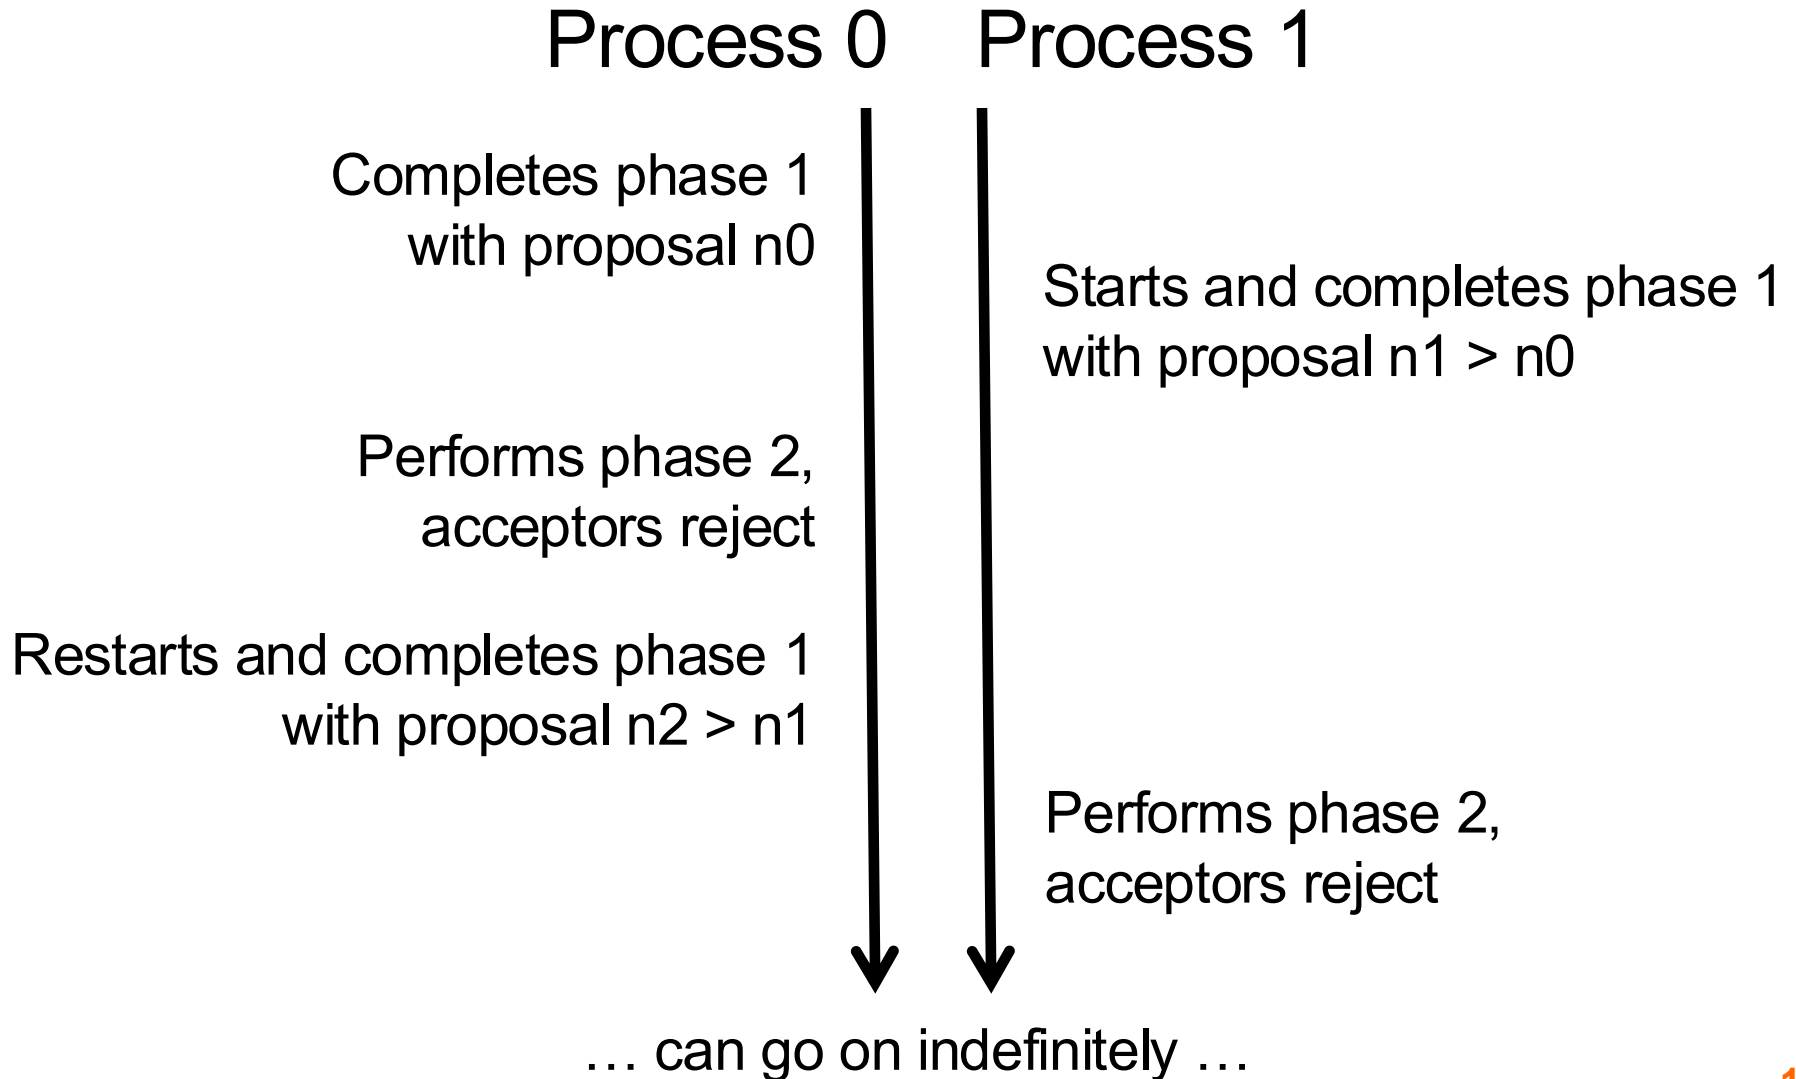 Process 0 Process 1
Completes phase 1
with proposal n0
Starts and completes phase 1
with proposal n1 > n0
Performs phase 2,
acceptors reject
Restarts and completes phase 1
with proposal n2 > n1
Performs phase 2,
acceptors reject
… can go on indefinitely …